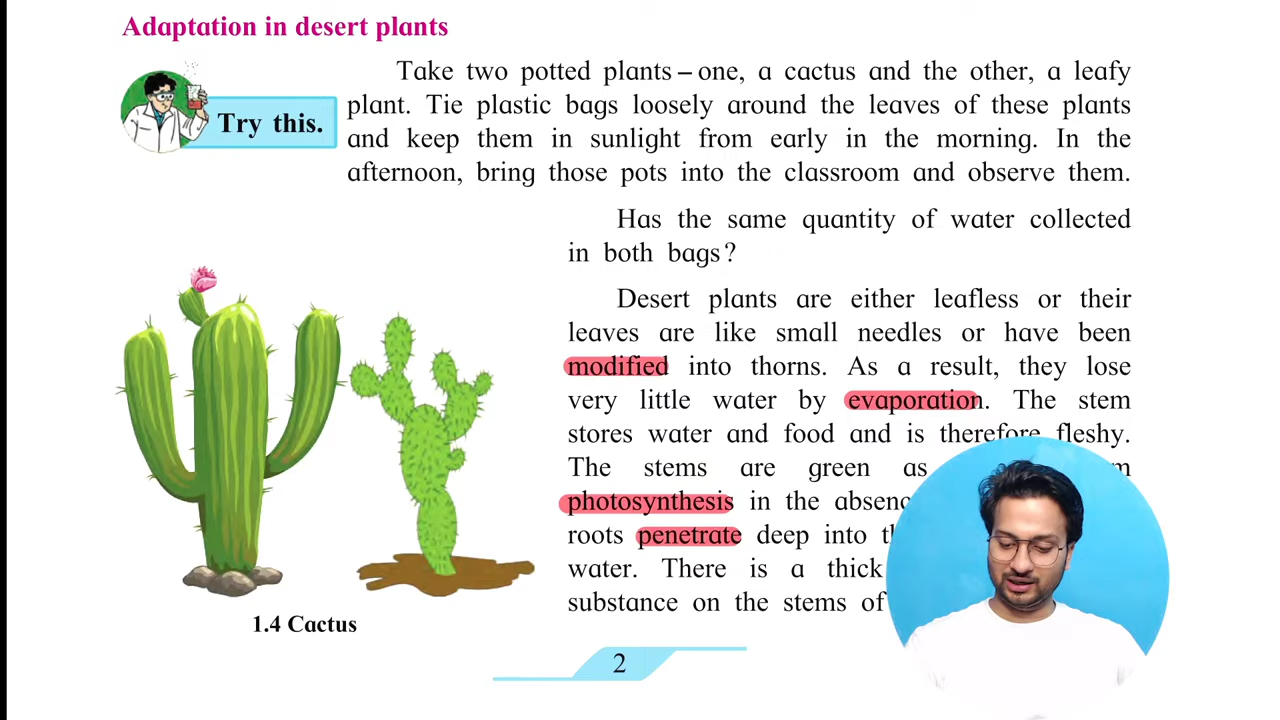 Adaptation in desert plants
Try this.
Take two potted plants – one, a cactus and the other, a leafy
plant. Tie plastic bags loosely around the leaves of these plants
and keep them in sunlight from early in the morning. In the
afternoon, bring those pots into the classroom and observe them.
Has the same quantity of water collected
in both bags?
Desert plants are either leafless or their
leaves are like small needles or have been
modified into thorns. As a result, they lose
very little water by evaporation. The stem
stores water and food and is therefore fleshy.
The stems are green as
photosynthesis in the
roots penetrate deep into
water. There is a thick
substance on the stems of
1.4 Cactus
2